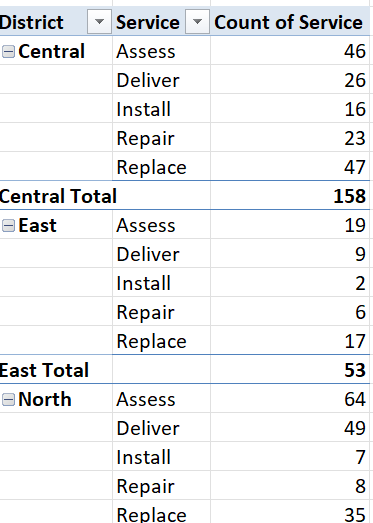 District Service Count of Service
Central Assess 46
Deliver 26
Install 16
Repair 23
Replace 47
Central Total 158
East Assess 19
Deliver 9
Install 2
Repair 6
Replace 17
East Total 53
North Assess 64
Deliver 49
Install 7
Repair 8
Replace 35